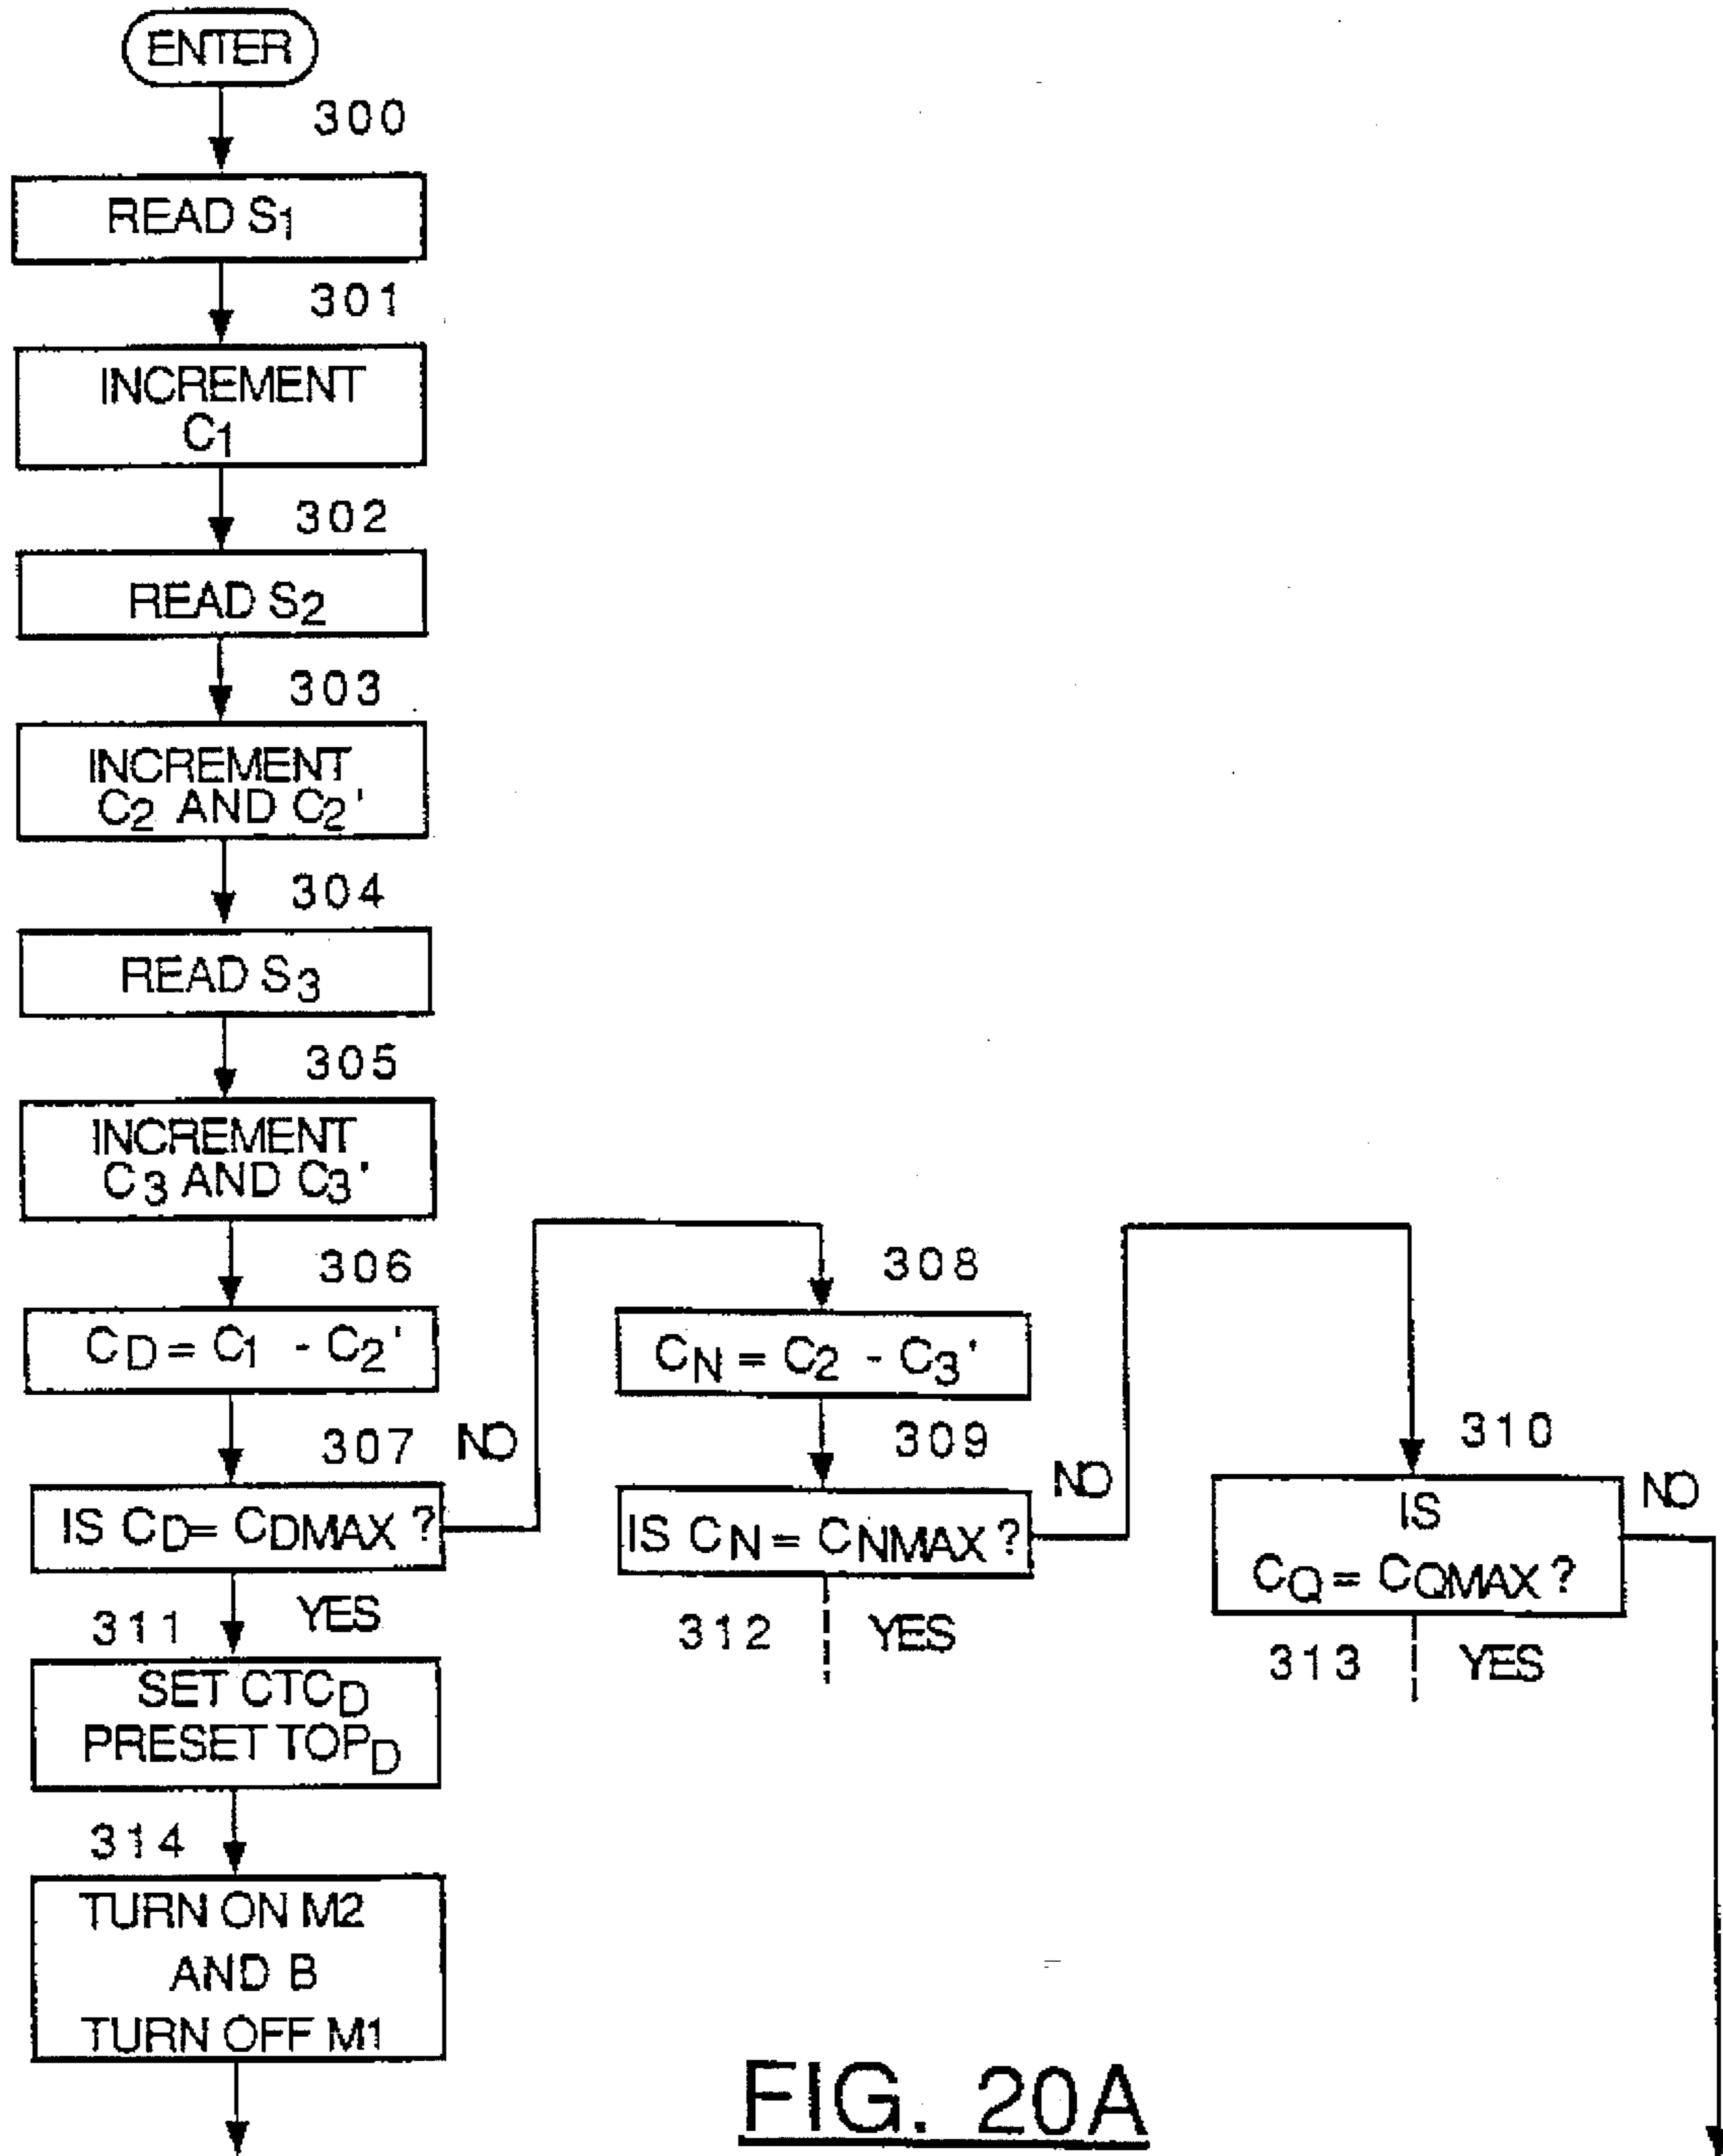 ENTER
300
READ S1
301
INCREMENT
C1
302
READ S2
303
INCREMENT
C2 AND C2'
304
READ S3
305
INCREMENT
C3 AND C3'
306
CD = C1 - C2'
307
NO
IS CD = CDMAX ?
YES
308
CN = C2 - C3'
309
NO
IS CN = CNMAX ?
312
YES
310
NO
IS
CQ = CQMAX ?
313
YES
311
SET CTCD
PRESET TOPD
314
TURN ON M2
AND B
TURN OFF M1
FIG. 20A